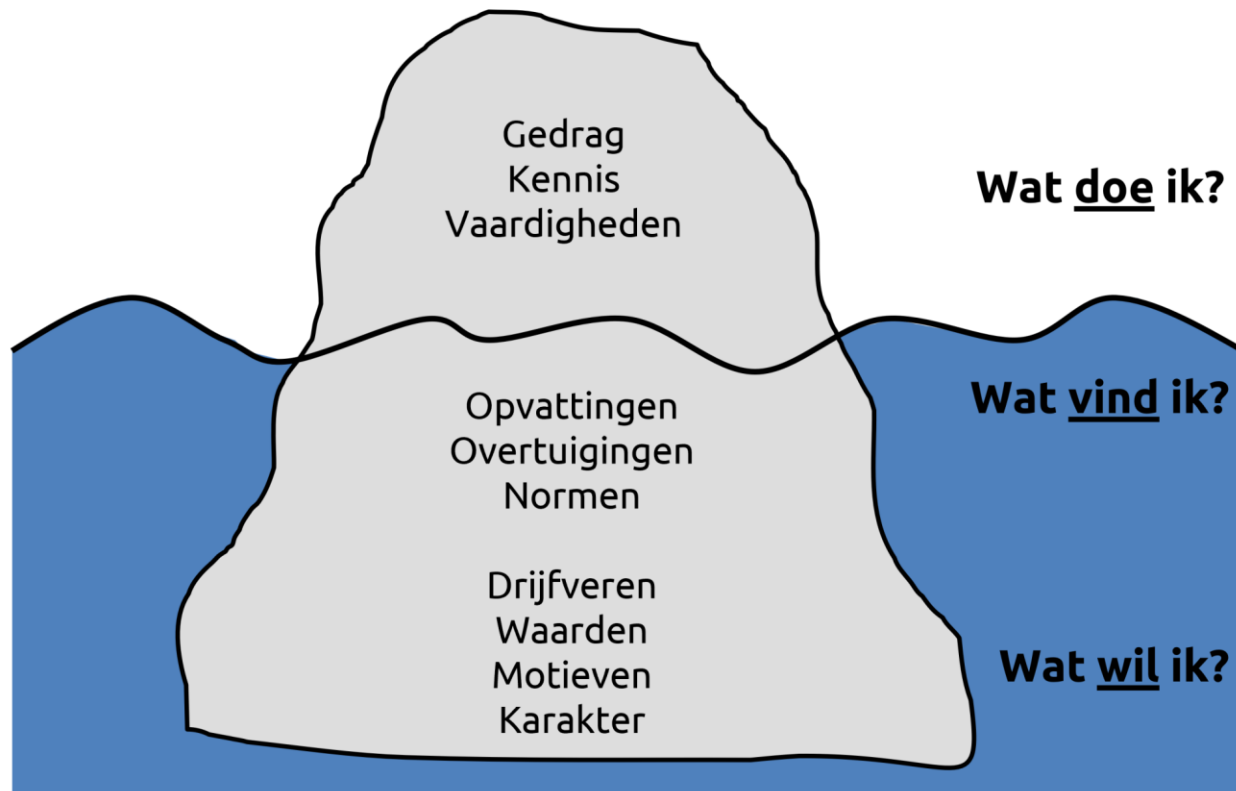 Gedrag
Kennis
Vaardigheden
Wat doe ik?
Opvattingen
Overtuigingen
Normen
Wat vind ik?
Drijfveren
Waarden
Motieven
Karakter
Wat wil ik?